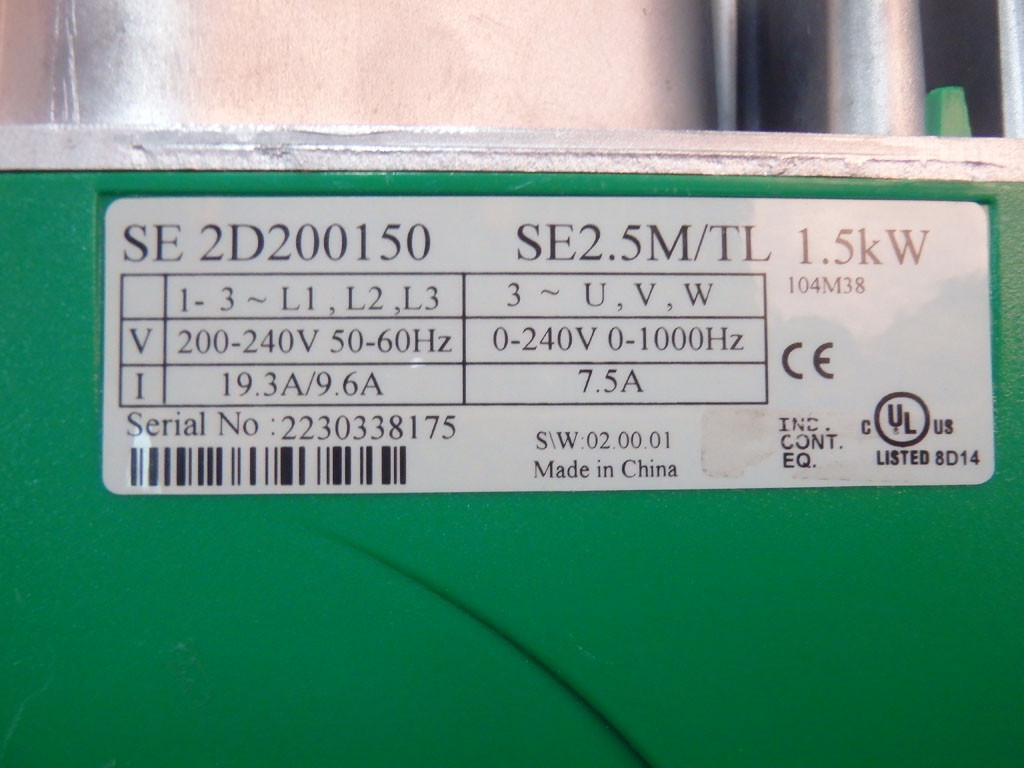 SE 2D200150 SE2.5M/TL 1.5kW
104M38
1- 3 ~ L1 , L2 ,L3 3 ~ U , V , W
V 200-240V 50-60Hz 0-240V 0-1000Hz
I 19.3A/9.6A 7.5A
CE
Serial No :2230338175
S\W:02.00.01
Made in China
IND.
CONT.
EQ.
C UL US
LISTED 8D14